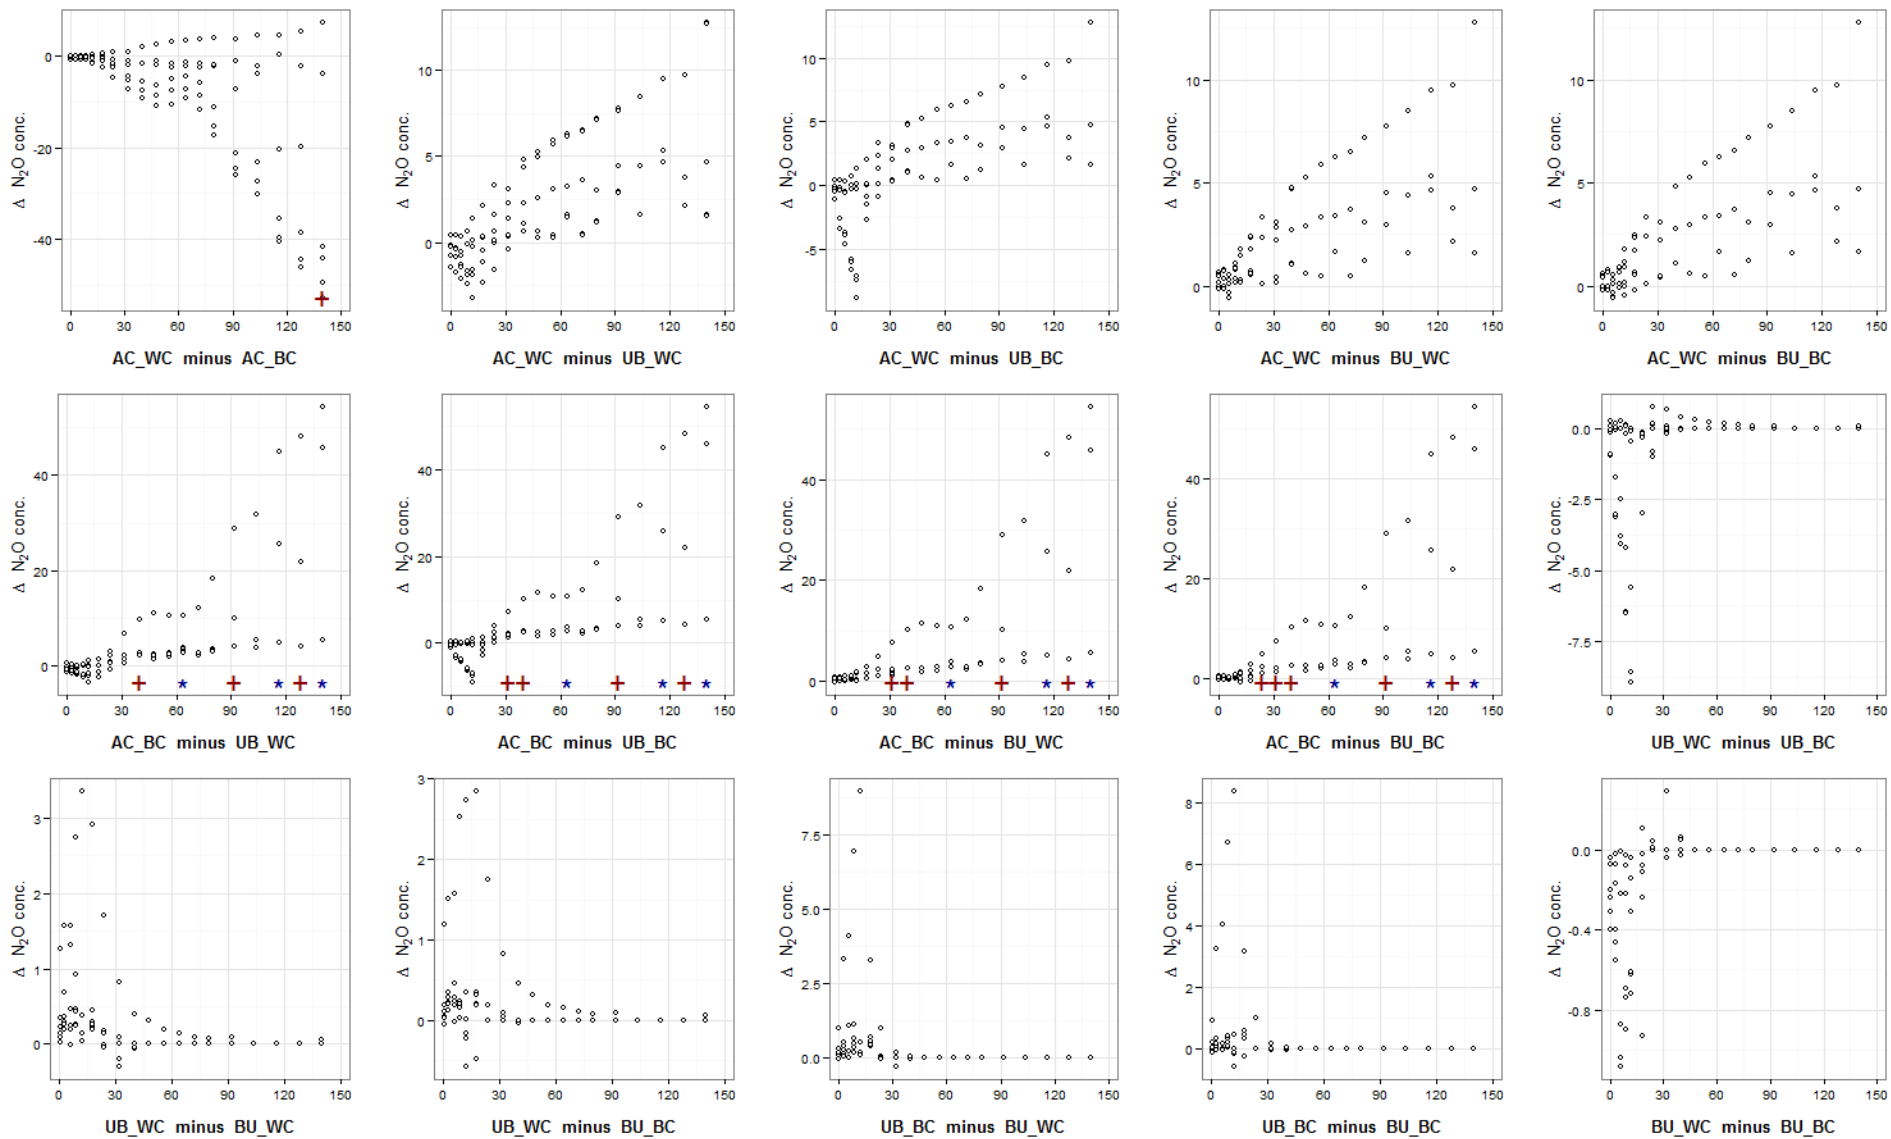 0
-20
-40
Δ N2O conc.
0 30 60 90 120 150
AC_WC minus AC_BC
10
5
0
Δ N2O conc.
0 30 60 90 120 150
AC_WC minus UB_WC
10
5
0
-5
Δ N2O conc.
0 30 60 90 120 150
AC_WC minus UB_BC
10
5
0
Δ N2O conc.
0 30 60 90 120 150
AC_WC minus BU_WC
10
5
0
Δ N2O conc.
0 30 60 90 120 150
AC_WC minus BU_BC
40
20
0
Δ N2O conc.
0 30 60 90 120 150
AC_BC minus UB_WC
40
20
0
Δ N2O conc.
0 30 60 90 120 150
AC_BC minus UB_BC
40
20
0
Δ N2O conc.
0 30 60 90 120 150
AC_BC minus BU_WC
40
20
0
Δ N2O conc.
0 30 60 90 120 150
AC_BC minus BU_BC
0.0
-2.5
-5.0
-7.5
Δ N2O conc.
0 30 60 90 120 150
UB_WC minus UB_BC
3
2
1
0
Δ N2O conc.
0 30 60 90 120 150
UB_WC minus BU_WC
3
2
1
0
Δ N2O conc.
0 30 60 90 120 150
UB_WC minus BU_BC
7.5
5.0
2.5
0.0
Δ N2O conc.
0 30 60 90 120 150
UB_BC minus BU_WC
8
6
4
2
0
Δ N2O conc.
0 30 60 90 120 150
UB_BC minus BU_BC
0.0
-0.4
-0.8
Δ N2O conc.
0 30 60 90 120 150
BU_WC minus BU_BC